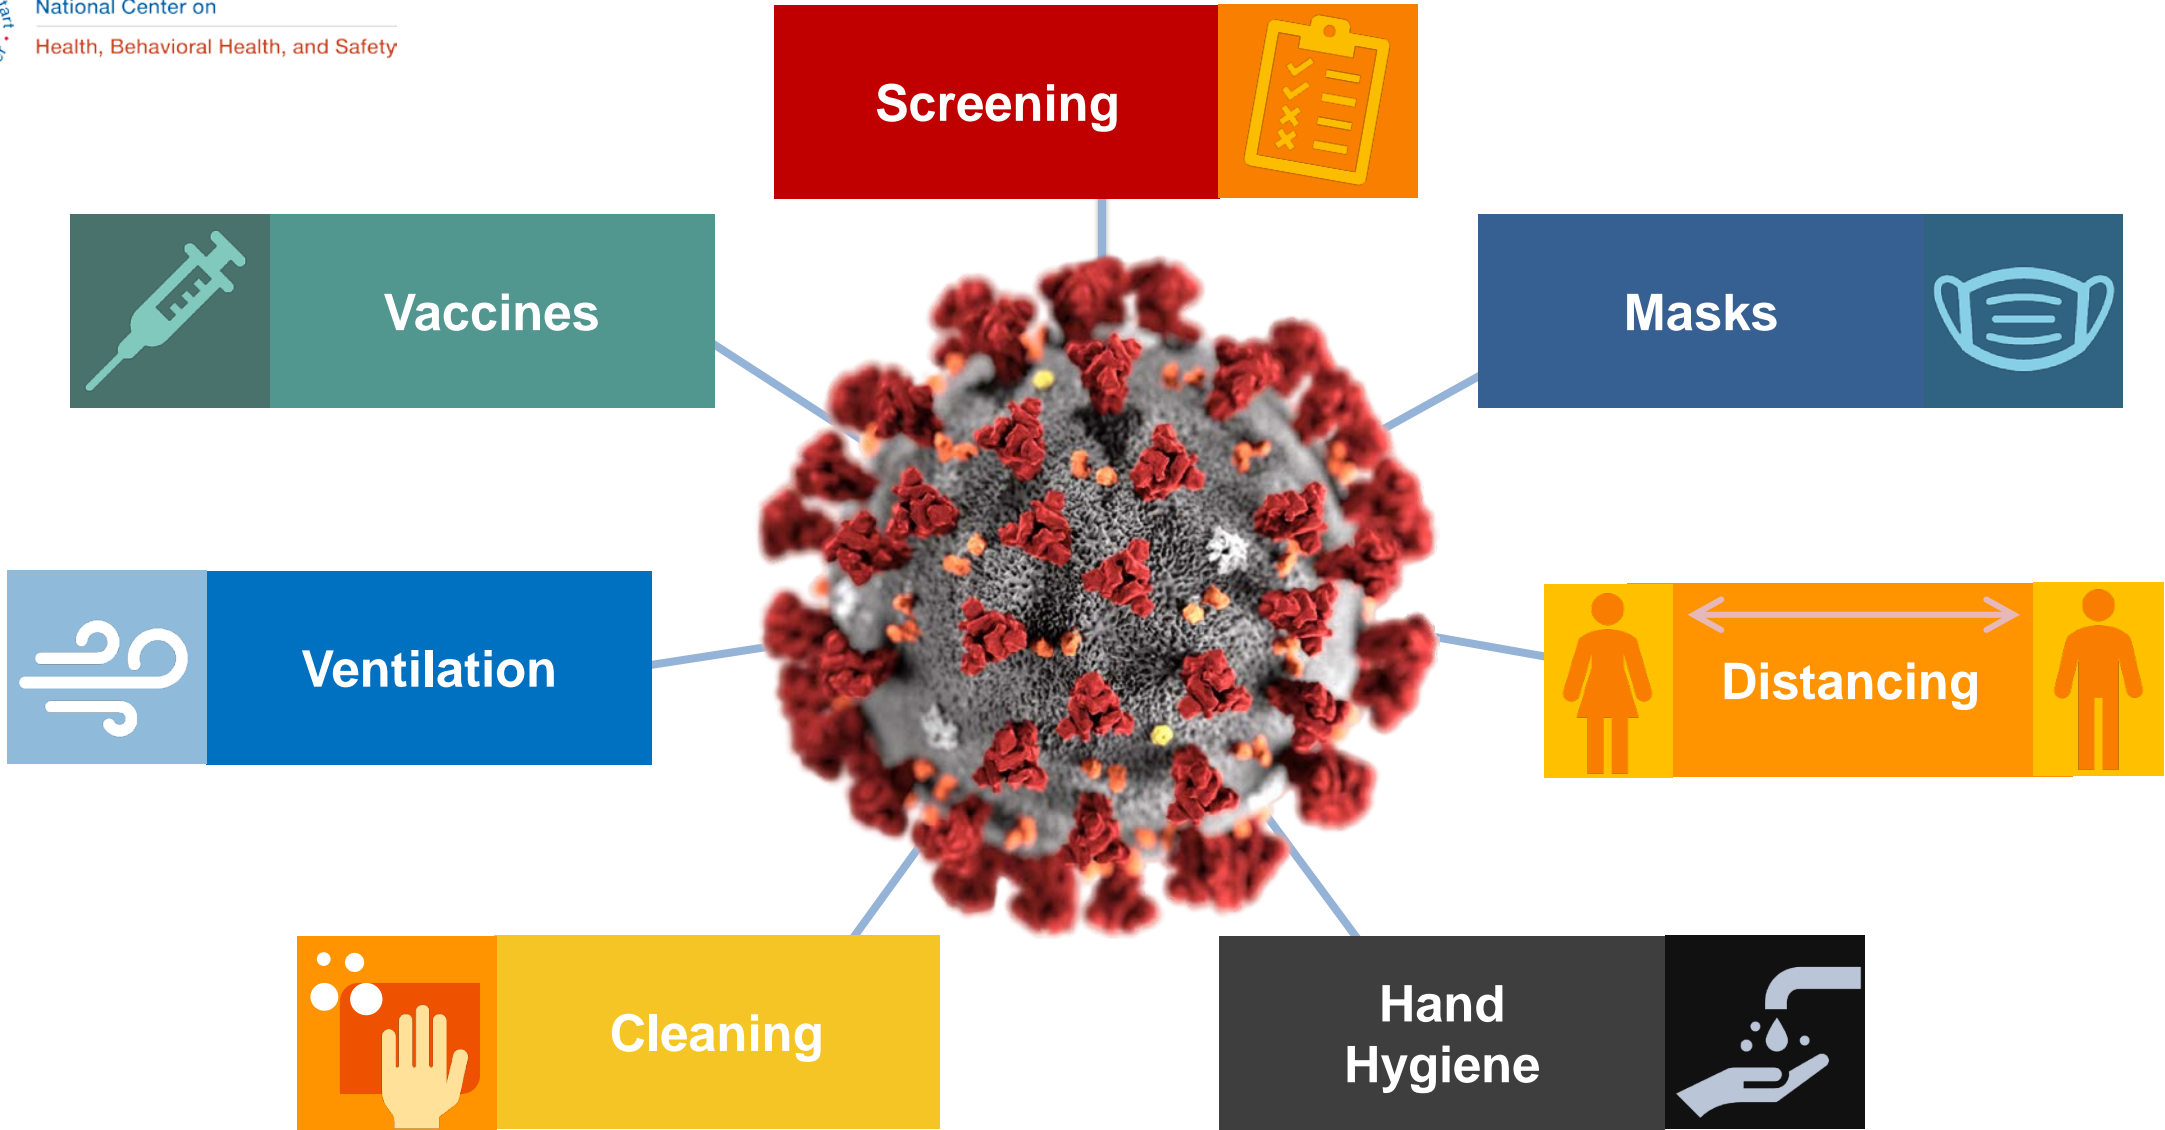 National Center on
Health, Behavioral Health, and Safety
Screening
Vaccines
Masks
Ventilation
Distancing
Cleaning
Hand
Hygiene